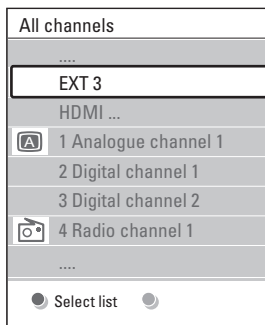 All channels
....
EXT 3
HDMI ...
A 1 Analogue channel 1
2 Digital channel 1
3 Digital channel 2
4 Radio channel 1
....
Select list